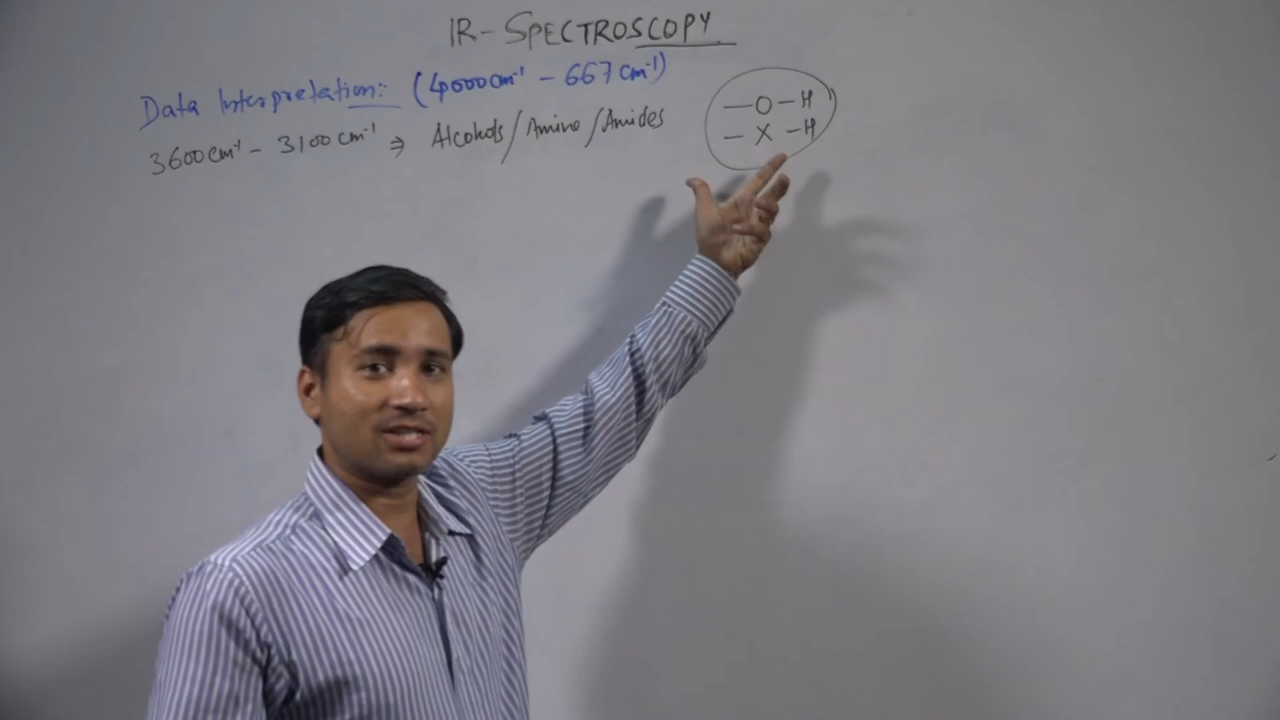 IR-SPECTROSCOPY
Data Interpretation: (4000cm⁻¹ - 667cm⁻¹)
3600cm⁻¹ - 3100cm⁻¹ ⇒ Alcohols/Amino/Amides
—O—H
—X—H